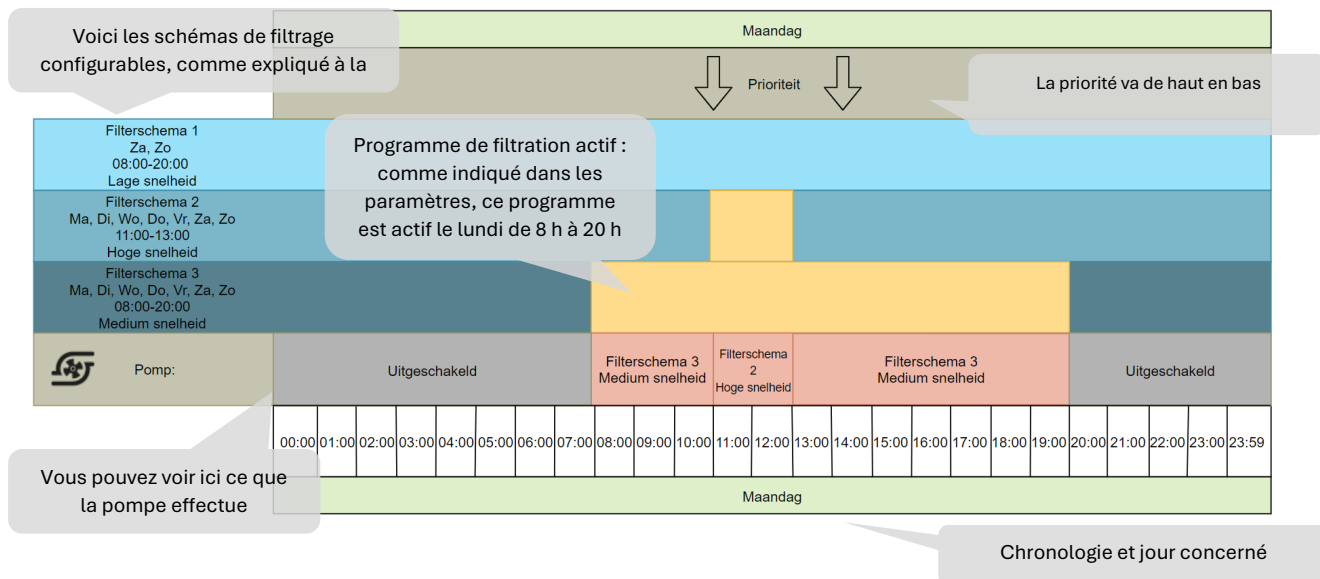 Voici les schémas de filtrage
configurables, comme expliqué à la
Maandag
Prioriteit
La priorité va de haut en bas
Filterschema 1
Za, Zo
08:00-20:00
Lage snelheid
Programme de filtration actif :
comme indiqué dans les
paramètres, ce programme
est actif le lundi de 8 h à 20 h
Filterschema 2
Ma, Di, Wo, Do, Vr, Za, Zo
11:00-13:00
Hoge snelheid
Filterschema 3
Ma, Di, Wo, Do, Vr, Za, Zo
08:00-20:00
Medium snelheid
Pomp:
Uitgeschakeld
Filterschema 3
Medium snelheid
Filterschema
2
Hoge snelheid
Filterschema 3
Medium snelheid
Uitgeschakeld
00:00 01:00 02:00 03:00 04:00 05:00 06:00 07:00 08:00 09:00 10:00 11:00 12:00 13:00 14:00 15:00 16:00 17:00 18:00 19:00 20:00 21:00 22:00 23:00 23:59
Vous pouvez voir ici ce que
la pompe effectue
Maandag
Chronologie et jour concerné